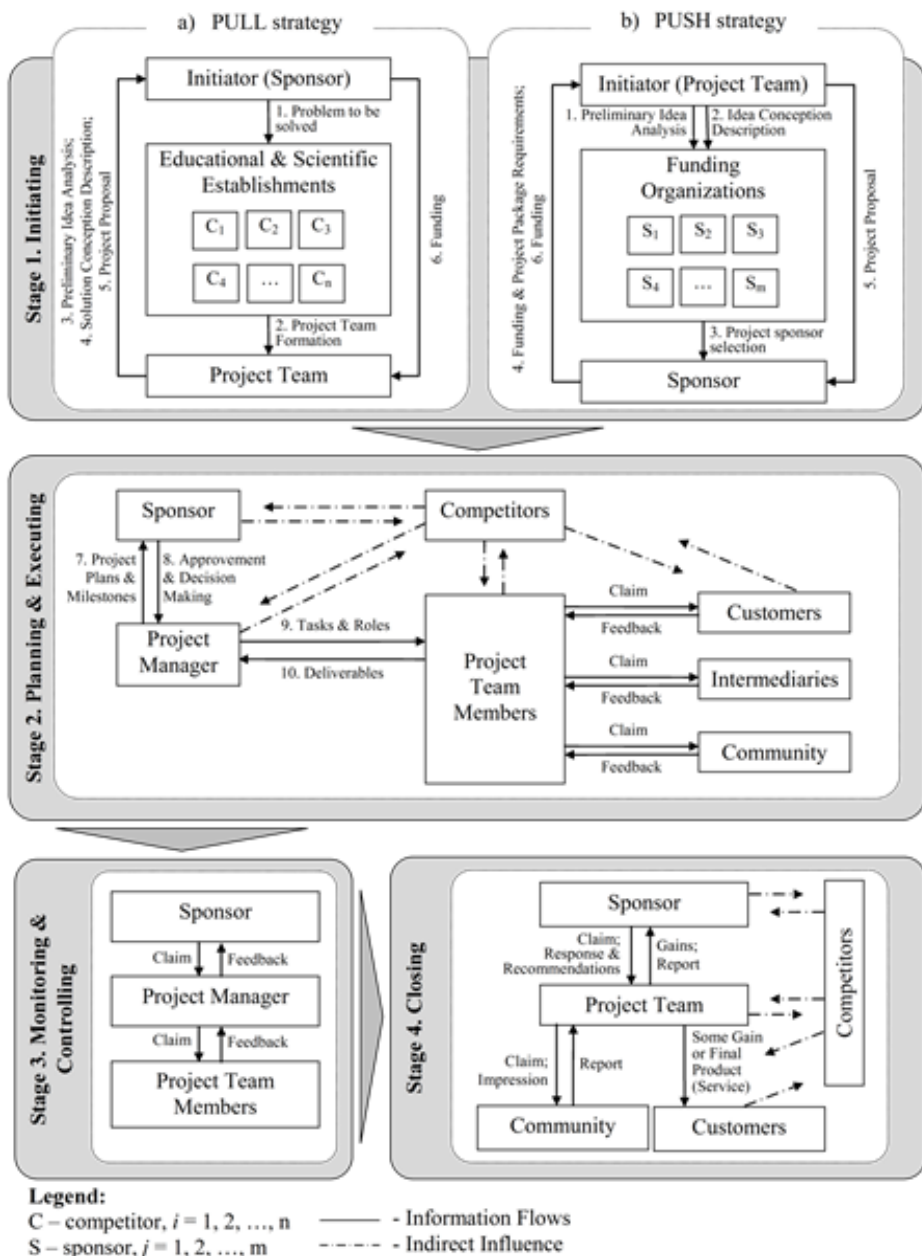 a) PULL strategy
b) PUSH strategy
Stage 1. Initiating
Initiator (Sponsor)
1. Problem to be
solved
Educational & Scientific
Establishments
C1 C2 C3
C4 … Cn
2. Project Team
Formation
Project Team
3. Preliminary Idea Analysis;
4. Solution Conception Description;
5. Project Proposal
6. Funding
Initiator (Project Team)
1. Preliminary Idea
Analysis
2. Idea Conception
Description
Funding
Organizations
S1 S2 S3
S4 … Sm
3. Project sponsor
selection
Sponsor
4. Funding & Project Package Requirements;
6. Funding
5. Project Proposal
Stage 2. Planning & Executing
Sponsor
Competitors
7. Project
Plans &
Milestones
8. Approvement
& Decision
Making
Project
Manager
9. Tasks & Roles
10. Deliverables
Project
Team
Members
Claim
Feedback
Customers
Claim
Feedback
Intermediaries
Claim
Feedback
Community
Stage 3. Monitoring &
Controlling
Sponsor
Claim
Feedback
Project Manager
Claim
Feedback
Project Team
Members
Stage 4. Closing
Sponsor
Claim;
Response &
Recommendations
Gains;
Report
Project Team
Competitors
Claim;
Impression
Report
Some Gain
or Final
Product
(Service)
Community
Customers
Legend:
C – competitor, i = 1, 2, …, n
- Information Flows
S – sponsor, j = 1, 2, …, m
- Indirect Influence